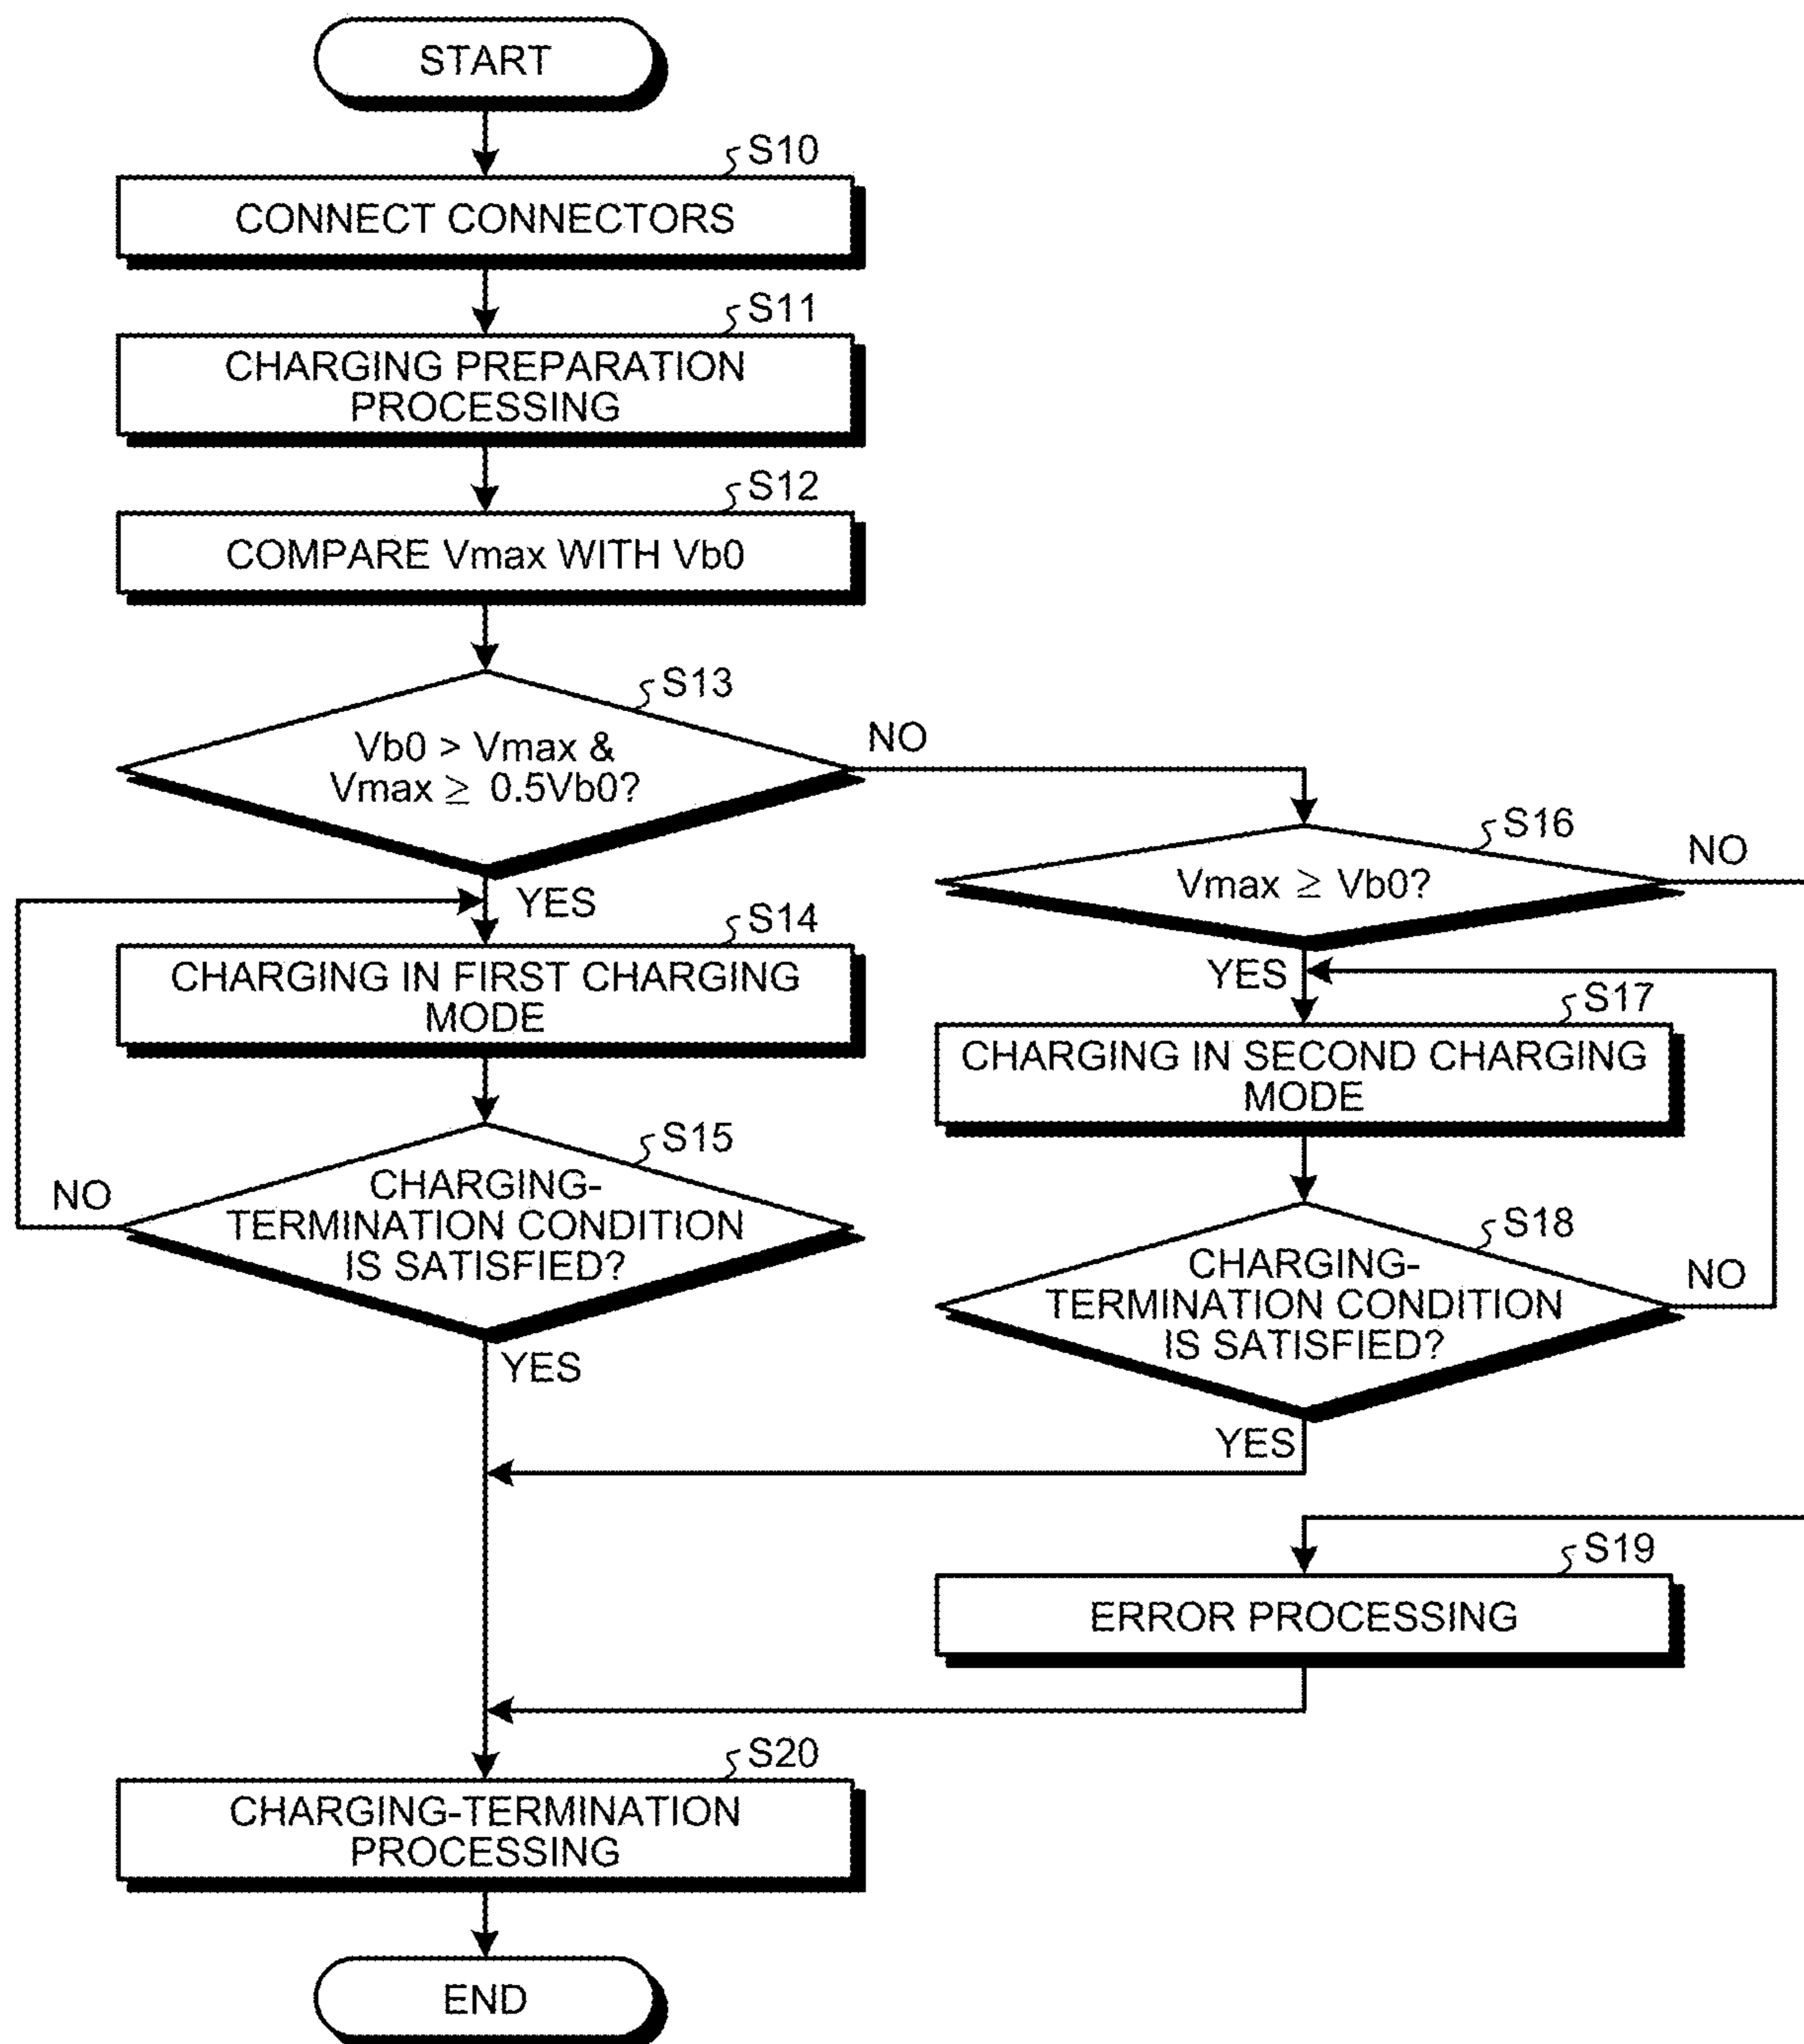 START
S10
CONNECT CONNECTORS
S11
CHARGING PREPARATION
PROCESSING
S12
COMPARE Vmax WITH Vb0
S13
Vb0 > Vmax &
Vmax ≥ 0.5Vb0?
NO
YES
S14
CHARGING IN FIRST CHARGING
MODE
S15
CHARGING-
TERMINATION CONDITION
IS SATISFIED?
NO
YES
S16
Vmax ≥ Vb0?
NO
YES
S17
CHARGING IN SECOND CHARGING
MODE
S18
CHARGING-
TERMINATION CONDITION
IS SATISFIED?
NO
YES
S19
ERROR PROCESSING
S20
CHARGING-TERMINATION
PROCESSING
END